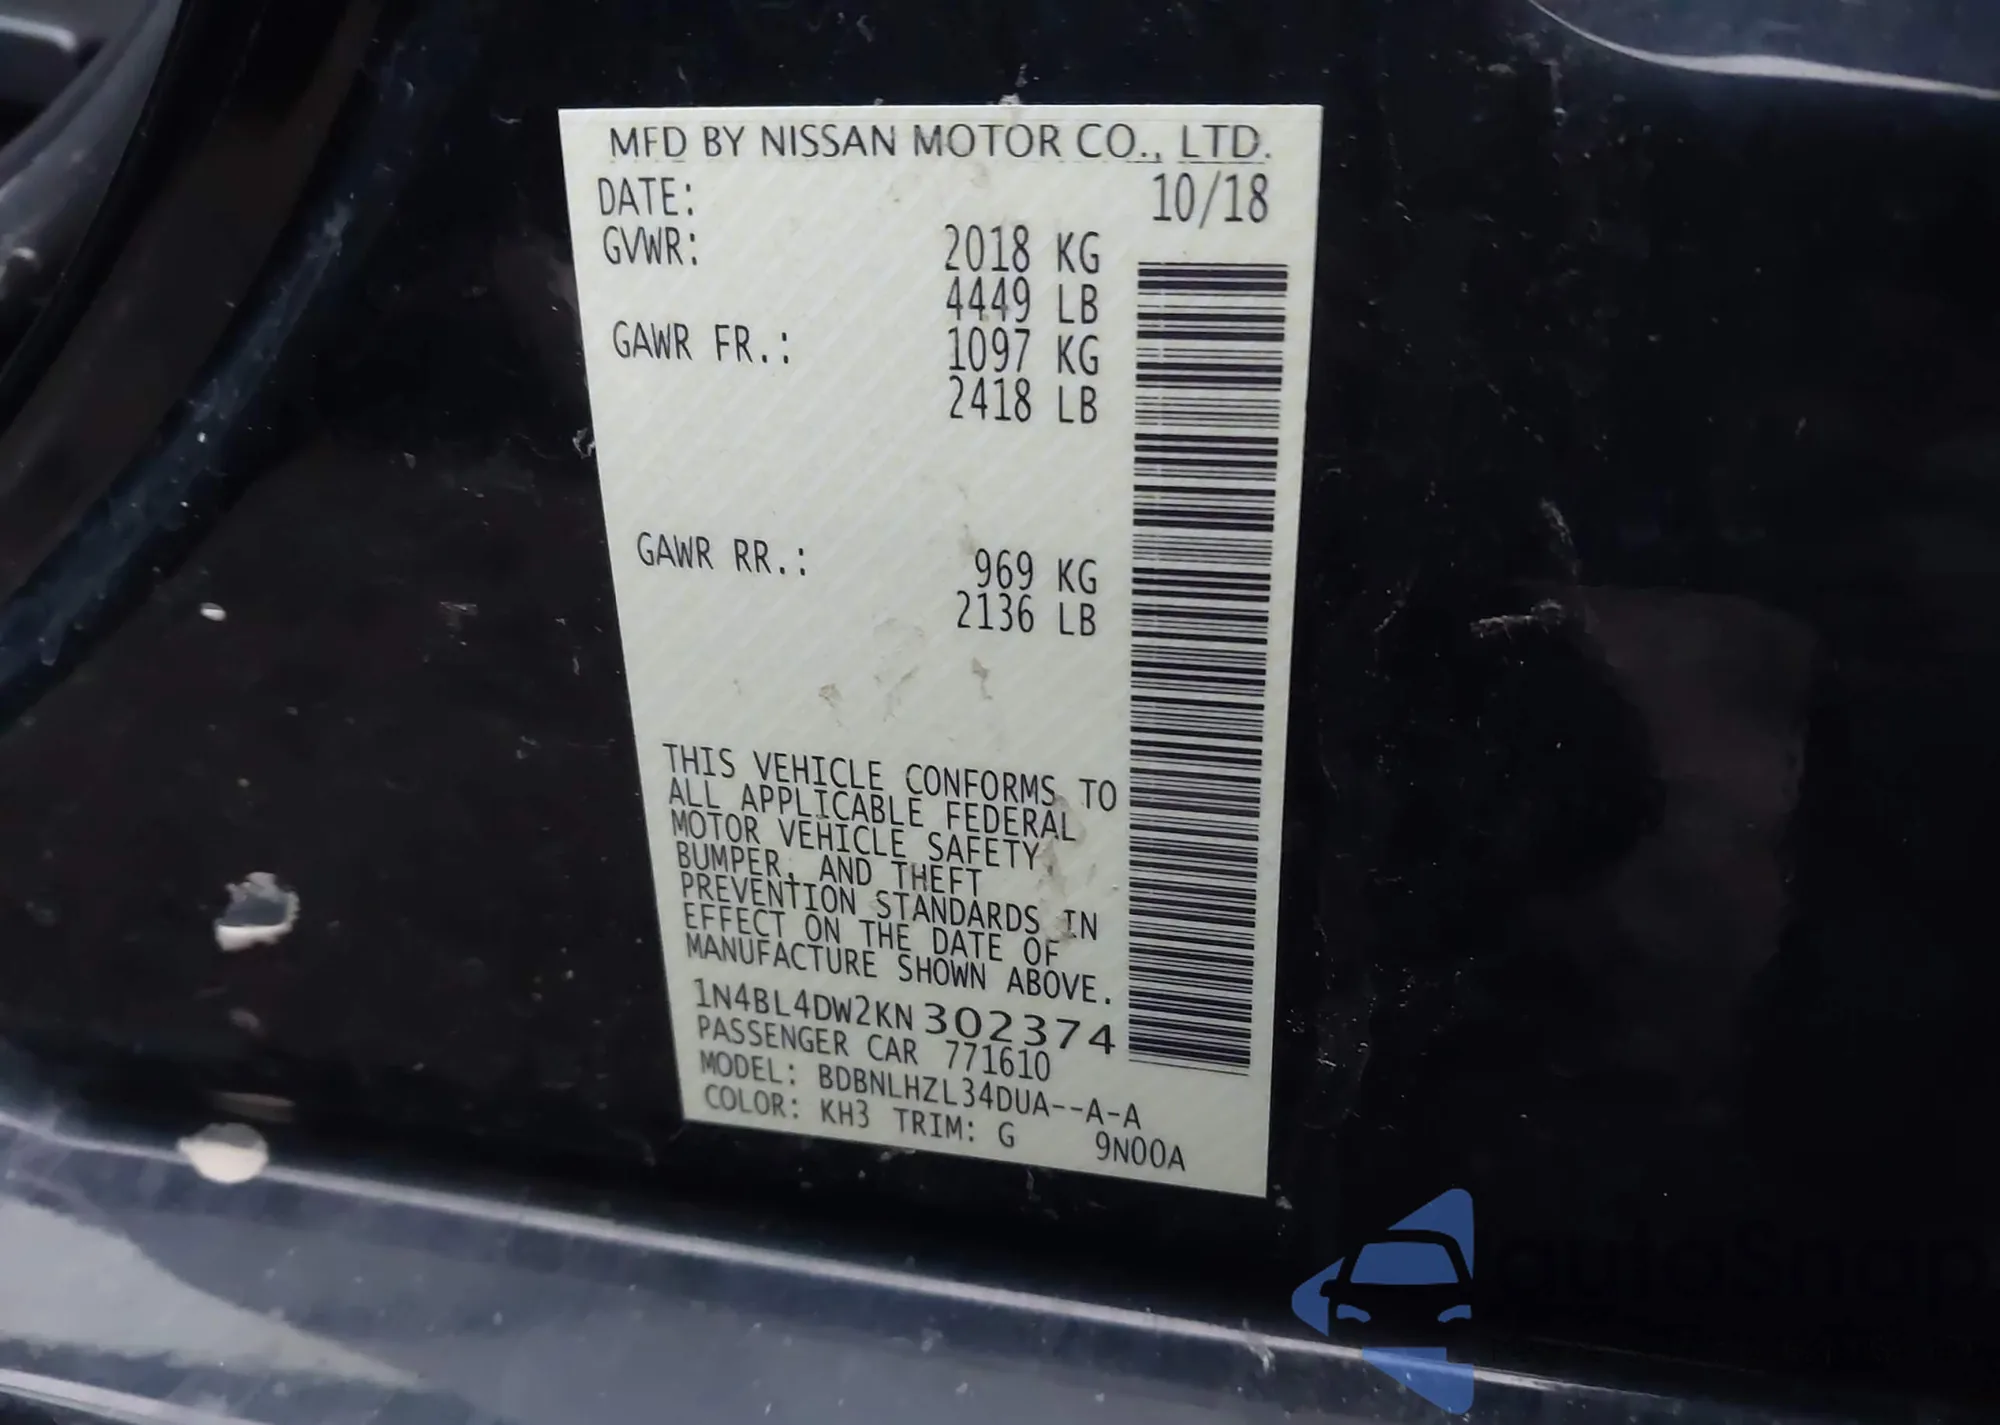 MFD BY NISSAN MOTOR CO., LTD.
DATE: 10/18
GVWR: 2018 KG
4449 LB
GAWR FR.: 1097 KG
2418 LB
GAWR RR.: 969 KG
2136 LB
THIS VEHICLE CONFORMS TO
ALL APPLICABLE FEDERAL
MOTOR VEHICLE SAFETY,
BUMPER, AND THEFT
PREVENTION STANDARDS IN
EFFECT ON THE DATE OF
MANUFACTURE SHOWN ABOVE.
1N4BL4DW2KN302374
PASSENGER CAR 771610
MODEL: BDBNLHZL34DUA--A-A
COLOR: KH3 TRIM: G 9N00A
autosnap